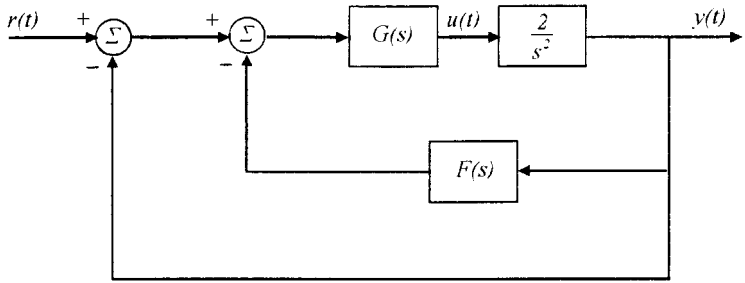 r(t) + Σ + Σ G(s) u(t) 2/s² y(t)
− −
F(s)